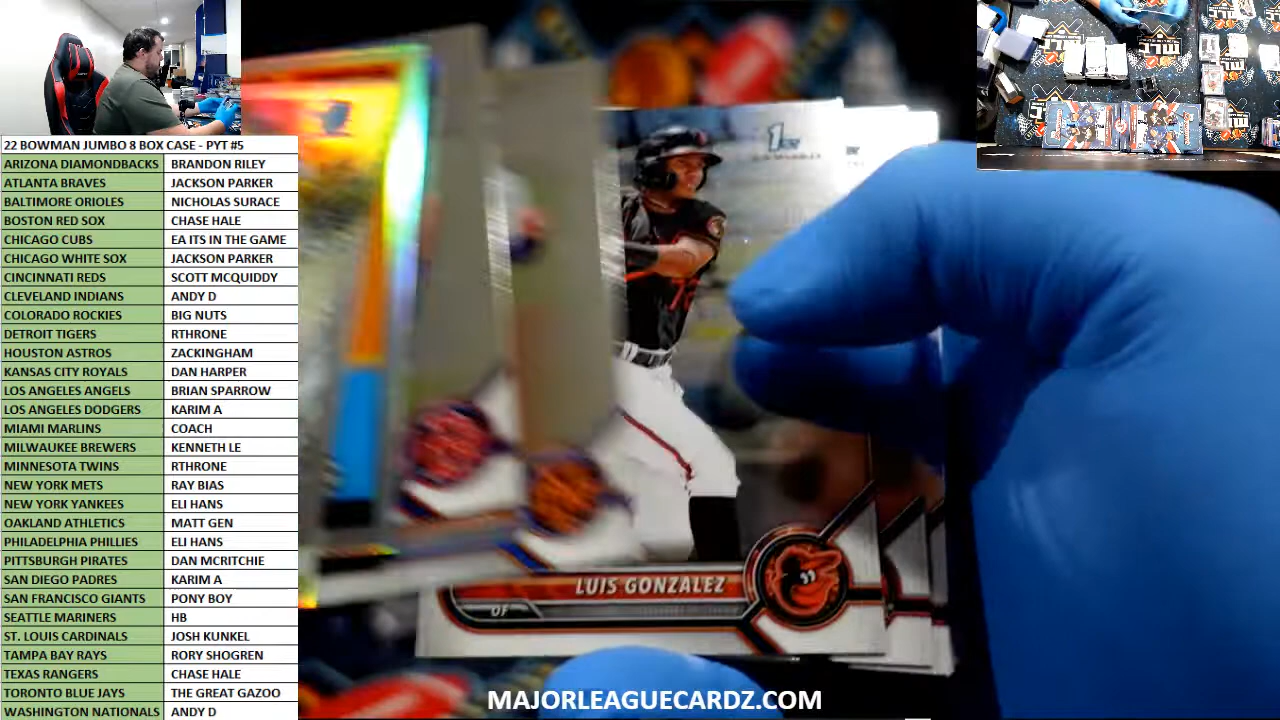 22 BOWMAN JUMBO 8 BOX CASE - PYT #5
ARIZONA DIAMONDBACKS BRANDON RILEY
ATLANTA BRAVES JACKSON PARKER
BALTIMORE ORIOLES NICHOLAS SURACE
BOSTON RED SOX CHASE HALE
CHICAGO CUBS EA ITS IN THE GAME
CHICAGO WHITE SOX JACKSON PARKER
CINCINNATI REDS SCOTT MCQUIDDY
CLEVELAND INDIANS ANDY D
COLORADO ROCKIES BIG NUTS
DETROIT TIGERS RTHRONE
HOUSTON ASTROS ZACKINGHAM
KANSAS CITY ROYALS DAN HARPER
LOS ANGELES ANGELS BRIAN SPARROW
LOS ANGELES DODGERS KARIM A
MIAMI MARLINS COACH
MILWAUKEE BREWERS KENNETH LE
MINNESOTA TWINS RTHRONE
NEW YORK METS RAY BIAS
NEW YORK YANKEES ELI HANS
OAKLAND ATHLETICS MATT GEN
PHILADELPHIA PHILLIES ELI HANS
PITTSBURGH PIRATES DAN MCRITCHIE
SAN DIEGO PADRES KARIM A
SAN FRANCISCO GIANTS PONY BOY
SEATTLE MARINERS HB
ST. LOUIS CARDINALS JOSH KUNKEL
TAMPA BAY RAYS RORY SHOGREN
TEXAS RANGERS CHASE HALE
TORONTO BLUE JAYS THE GREAT GAZOO
WASHINGTON NATIONALS ANDY D
1st
LUIS GONZALEZ
OF
MAJORLEAGUECARDZ.COM